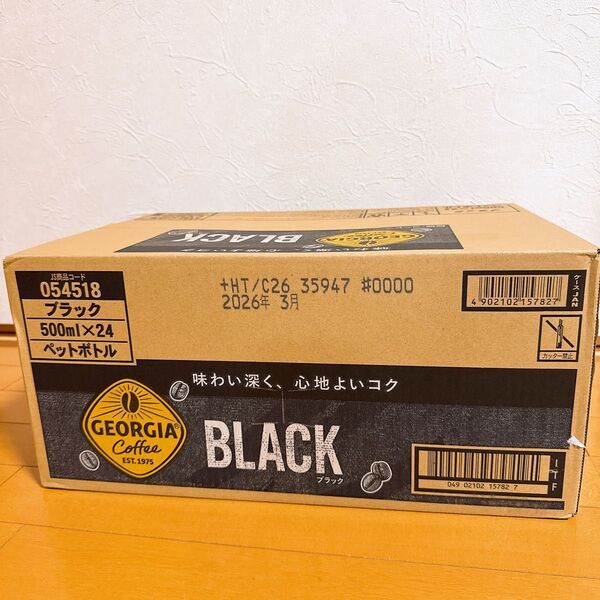 GEORGIA
BLACK
JS商品コード
054518
ブラック
500ml×24
ペットボトル
+HT/C26 35947 #0000
2026年 3月
4 902102 157827
ケースJAN
カッター禁止
味わい深く、心地よいコク
GEORGIA®
Coffee
EST. 1975
BLACK
ブラック
049 02102 15782 7
ITF